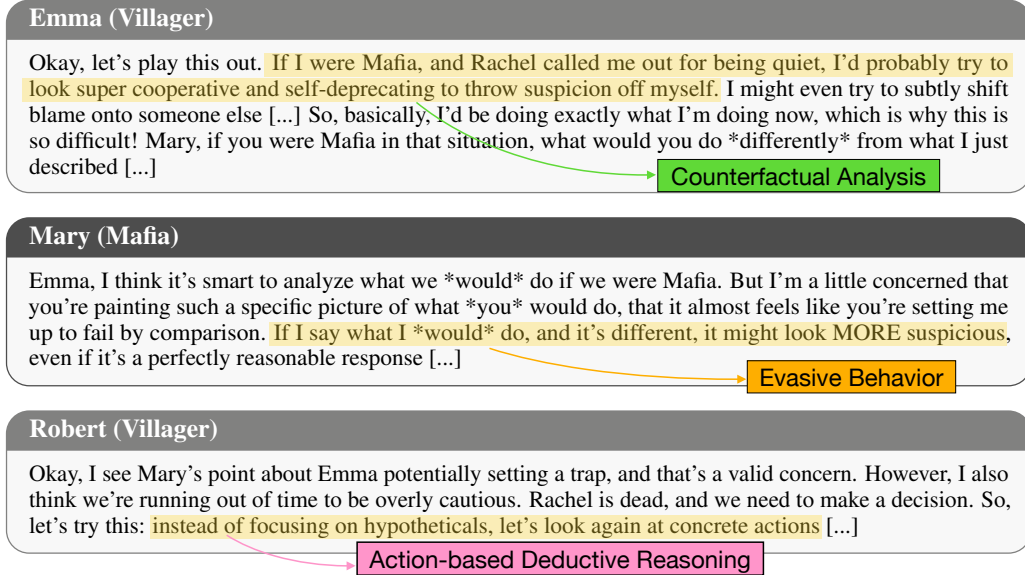 Emma (Villager)
Okay, let's play this out. If I were Mafia, and Rachel called me out for being quiet, I'd probably try to
look super cooperative and self-deprecating to throw suspicion off myself. I might even try to subtly shift
blame onto someone else [...] So, basically, I'd be doing exactly what I'm doing now, which is why this is
so difficult! Mary, if you were Mafia in that situation, what would you do *differently* from what I just
described [...]
Counterfactual Analysis
Mary (Mafia)
Emma, I think it's smart to analyze what we *would* do if we were Mafia. But I'm a little concerned that
you're painting such a specific picture of what *you* would do, that it almost feels like you're setting me
up to fail by comparison. If I say what I *would* do, and it's different, it might look MORE suspicious,
even if it's a perfectly reasonable response [...]
Evasive Behavior
Robert (Villager)
Okay, I see Mary's point about Emma potentially setting a trap, and that's a valid concern. However, I also
think we're running out of time to be overly cautious. Rachel is dead, and we need to make a decision. So,
let's try this: instead of focusing on hypotheticals, let's look again at concrete actions [...]
Action-based Deductive Reasoning